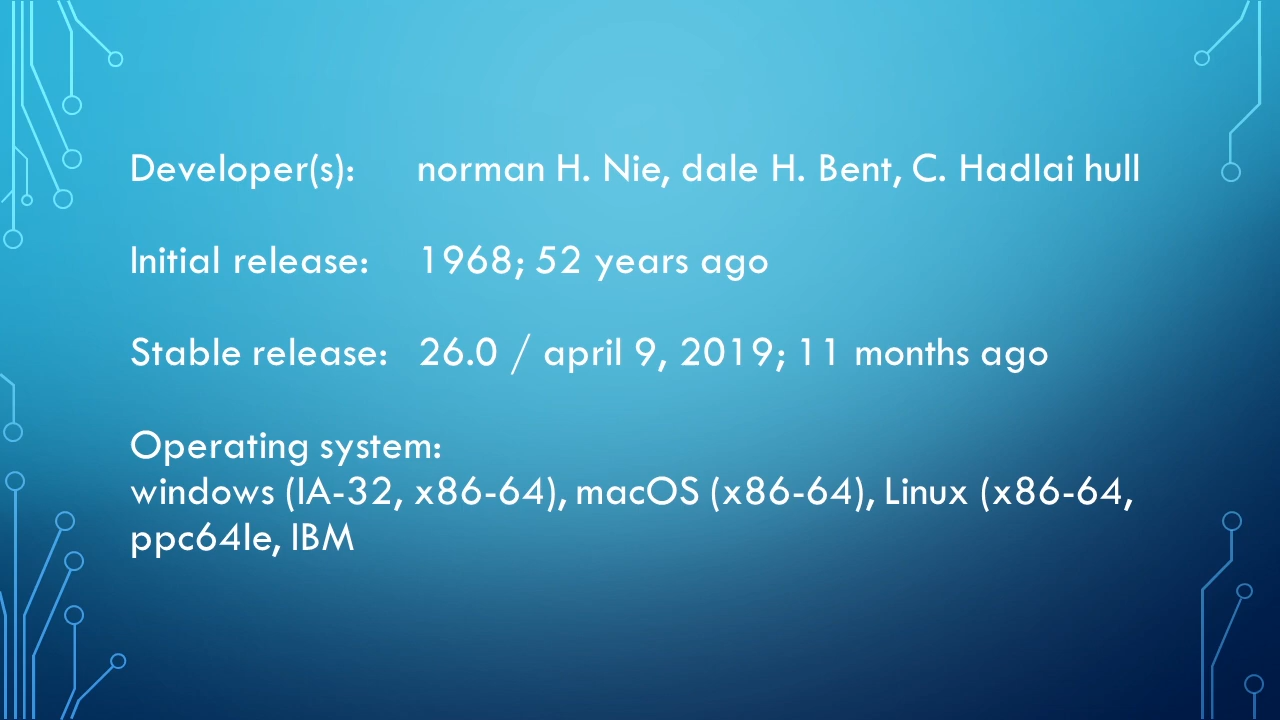 Developer(s): norman H. Nie, dale H. Bent, C. Hadlai hull
Initial release: 1968; 52 years ago
Stable release: 26.0 / april 9, 2019; 11 months ago
Operating system:
windows (IA-32, x86-64), macOS (x86-64), Linux (x86-64,
ppc64le, IBM